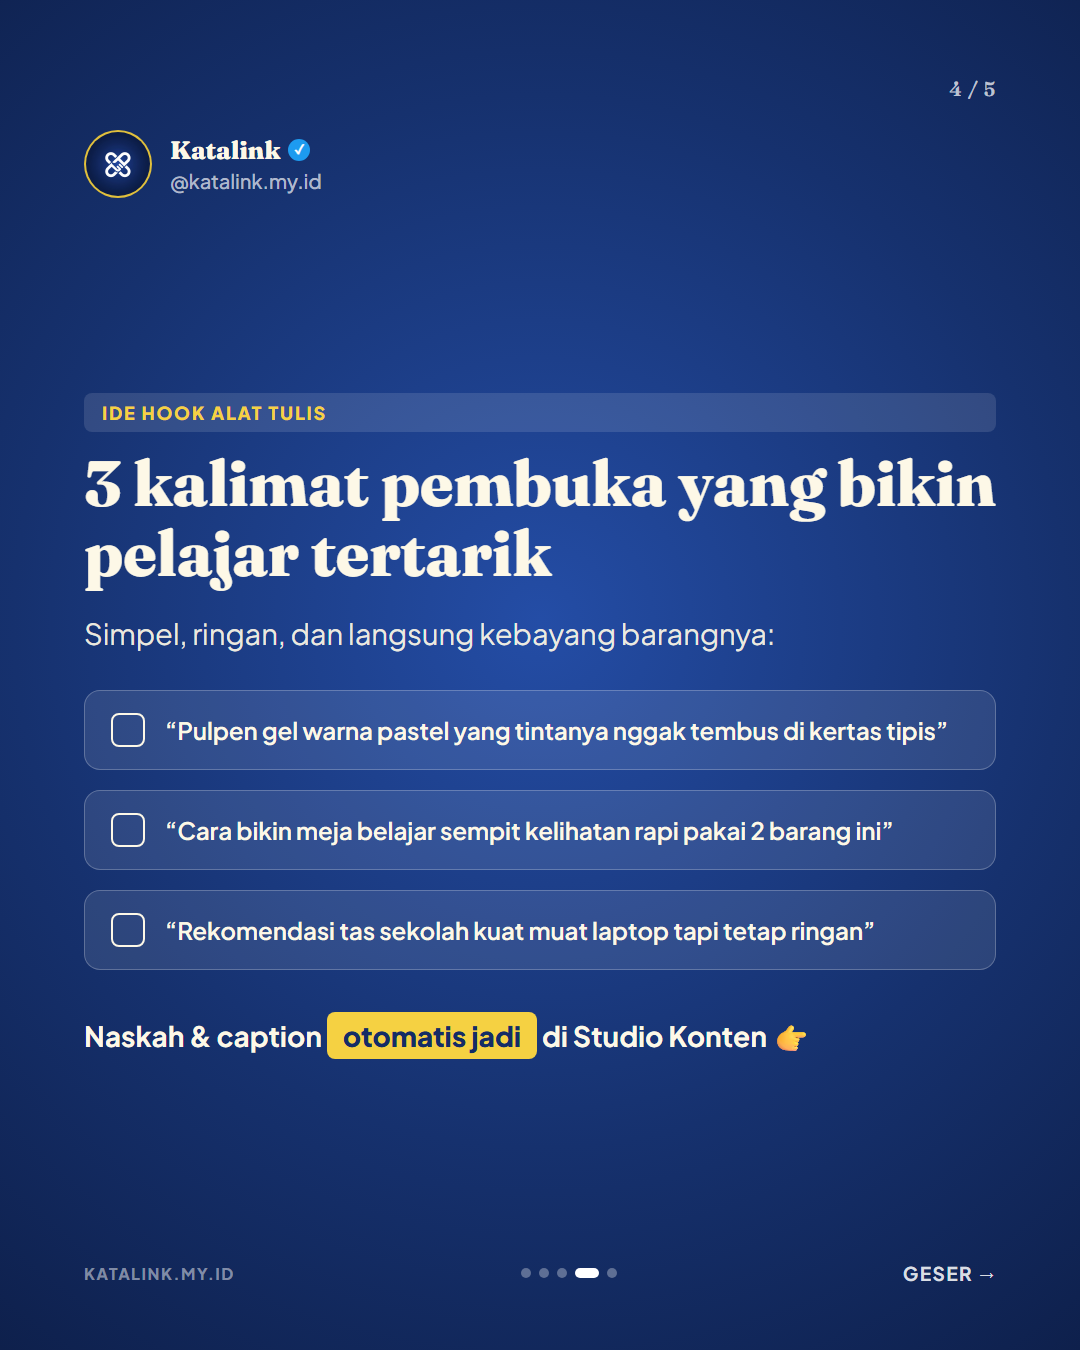 4 / 5
Katalink
@katalink.my.id
IDE HOOK ALAT TULIS
3 kalimat pembuka yang bikin
pelajar tertarik
Simpel, ringan, dan langsung kebayang barangnya:
“Pulpen gel warna pastel yang tintanya nggak tembus di kertas tipis”
“Cara bikin meja belajar sempit kelihatan rapi pakai 2 barang ini”
“Rekomendasi tas sekolah kuat muat laptop tapi tetap ringan”
Naskah & caption otomatis jadi di Studio Konten 👉
KATALINK.MY.ID
GESER →